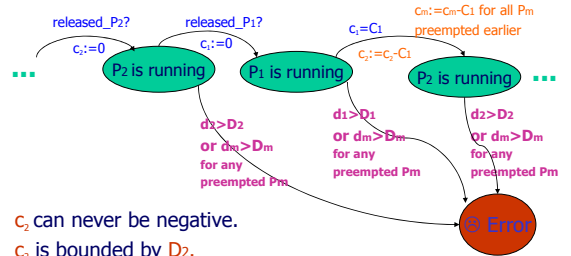 released_P₂?
c₂:=0
released_P₁?
c₁:=0
c₁=C₁
c₂:=c₂-C₁
cₘ:=cₘ-C₁ for all Pₘ
preempted earlier
...
P₂ is running
P₁ is running
P₂ is running
...
d₂>D₂
or dₘ>Dₘ
for any
preempted Pₘ
d₁>D₁
or dₘ>Dₘ
for any
preempted Pₘ
d₂>D₂
or dₘ>Dₘ
for any
preempted Pₘ
☹ Error
c₂ can never be negative.
c₂ is bounded by D₂.